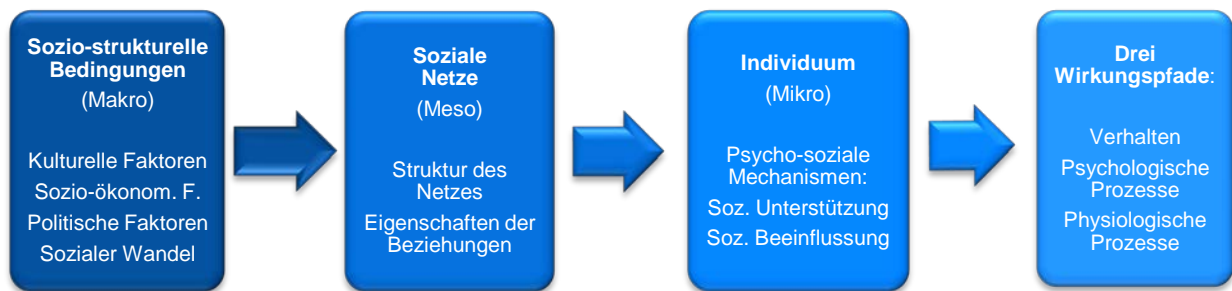 Sozio-strukturelle
Bedingungen
(Makro)
Kulturelle Faktoren
Sozio-ökonom. F.
Politische Faktoren
Sozialer Wandel
Soziale
Netze
(Meso)
Struktur des
Netzes
Eigenschaften der
Beziehungen
Individuum
(Mikro)
Psycho-soziale
Mechanismen:
Soz. Unterstützung
Soz. Beeinflussung
Drei
Wirkungspfade:
Verhalten
Psychologische
Prozesse
Physiologische
Prozesse